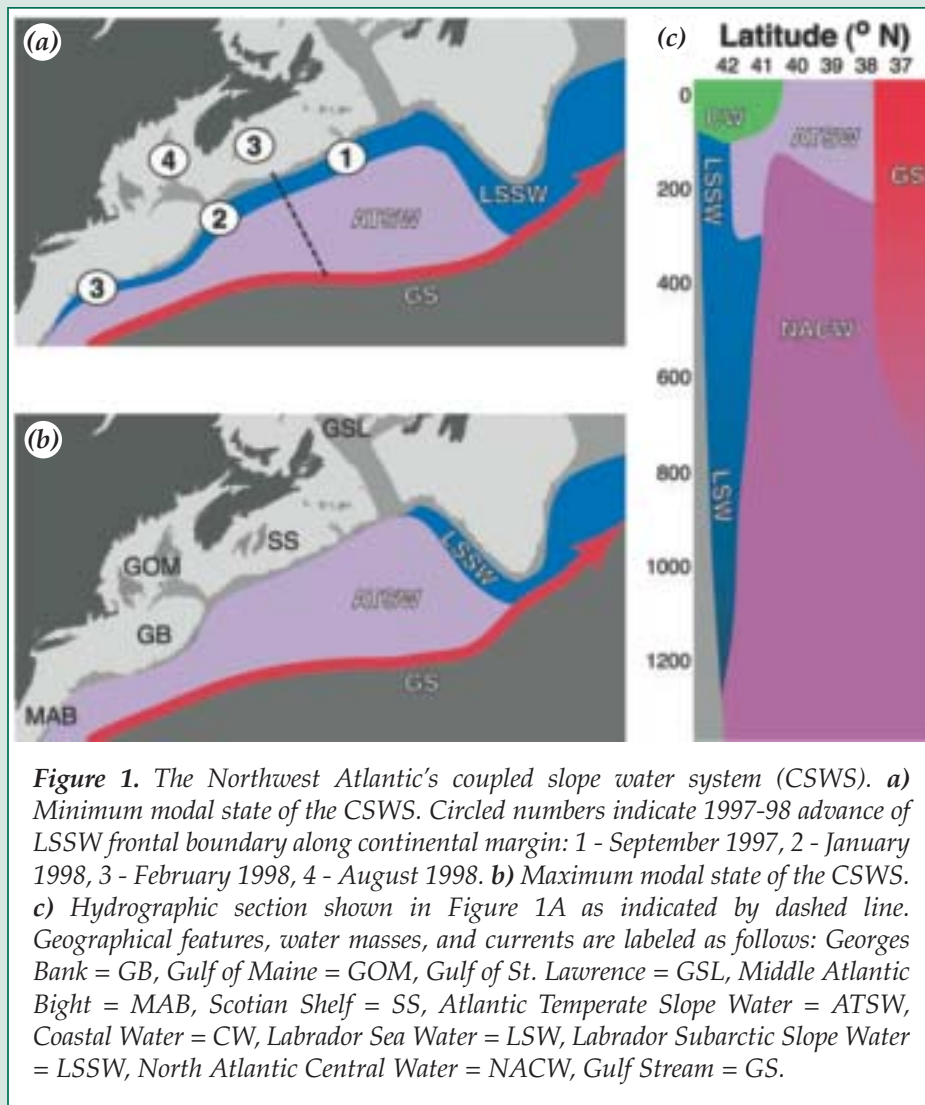 (a)
4
3
1
2
3
LSSW
ATSW
GS
(b)
GSL
SS
GOM
GB
MAB
LSSW
ATSW
GS
(c) Latitude (° N)
42 41 40 39 38 37
0
200
400
600
800
1000
1200
CW
ATSW
LSSW
GS
NACW
LSW
Figure 1. The Northwest Atlantic's coupled slope water system (CSWS). a)
Minimum modal state of the CSWS. Circled numbers indicate 1997-98 advance of
LSSW frontal boundary along continental margin: 1 - September 1997, 2 - January
1998, 3 - February 1998, 4 - August 1998. b) Maximum modal state of the CSWS.
c) Hydrographic section shown in Figure 1A as indicated by dashed line.
Geographical features, water masses, and currents are labeled as follows: Georges
Bank = GB, Gulf of Maine = GOM, Gulf of St. Lawrence = GSL, Middle Atlantic
Bight = MAB, Scotian Shelf = SS, Atlantic Temperate Slope Water = ATSW,
Coastal Water = CW, Labrador Sea Water = LSW, Labrador Subarctic Slope Water
= LSSW, North Atlantic Central Water = NACW, Gulf Stream = GS.